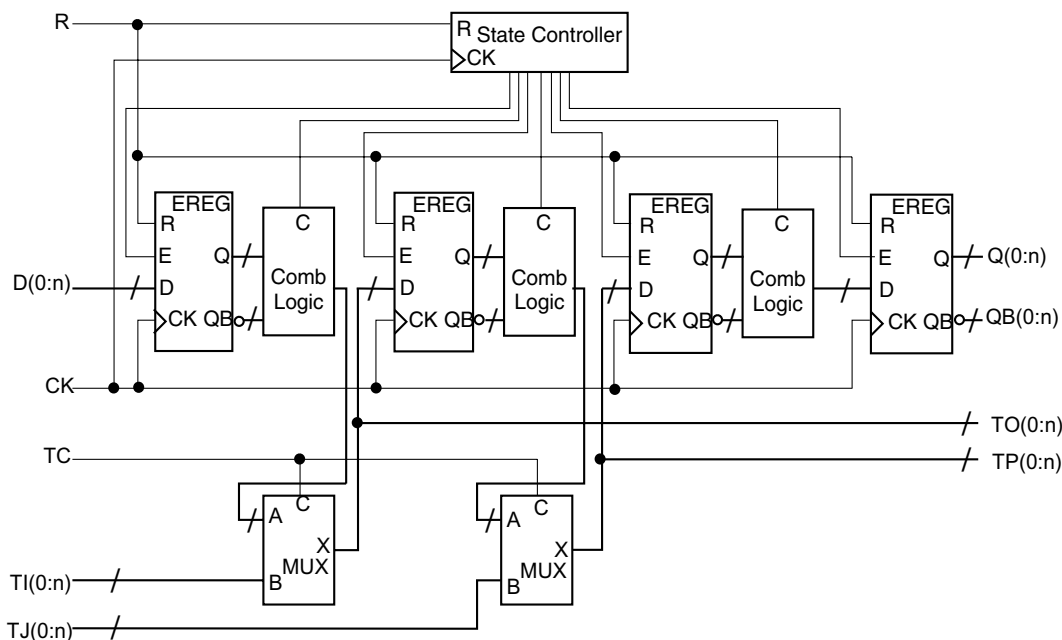 R
R State Controller
CK
EREG
R
E Q
D
CK QB
C
Comb
Logic
EREG
R
E Q
D
CK QB
C
Comb
Logic
EREG
R
E Q
D
CK QB
C
Comb
Logic
EREG
R
E Q
D
CK QB
D(0:n)
Q(0:n)
QB(0:n)
CK
TO(0:n)
TC
TP(0:n)
C
A
X
MUX
B
C
A
X
MUX
B
TI(0:n)
TJ(0:n)